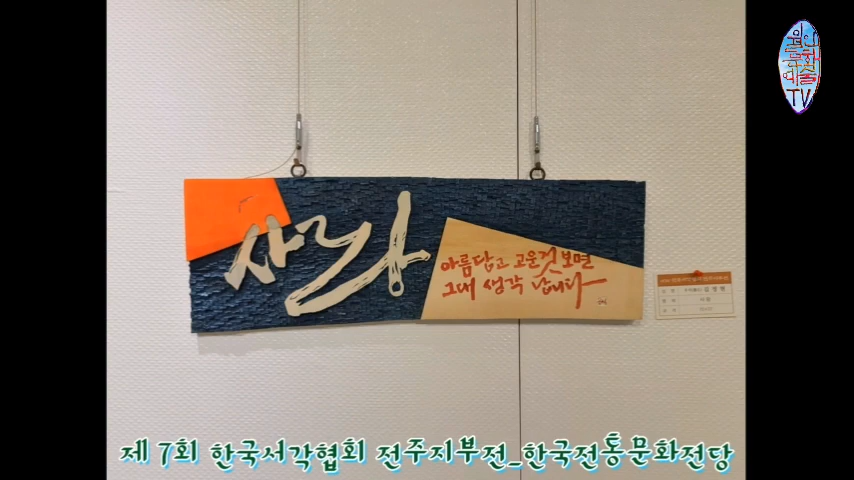 TV
사랑
아름답고 고운것 보면
그대 생각 납니다
제 7회 한국서각협회 전주지부전_한국전통문화전당